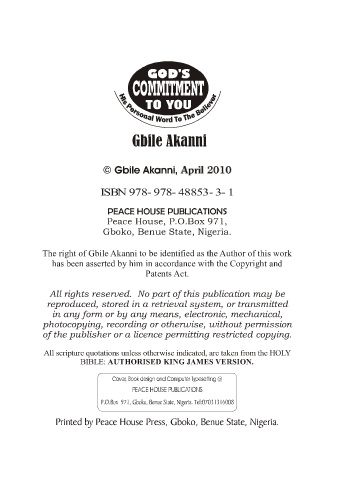 GOD'S
COMMITMENT
TO YOU
His Personal Word To The Believer
Gbile Akanni
© Gbile Akanni, April 2010
ISBN 978- 978- 48853- 3- 1
PEACE HOUSE PUBLICATIONS
Peace House, P.O.Box 971,
Gboko, Benue State, Nigeria.
The right of Gbile Akanni to be identified as the Author of this work
has been asserted by him in accordance with the Copyright and
Patents Act.
All rights reserved. No part of this publication may be
reproduced, stored in a retrieval system, or transmitted
in any form or by any means, electronic, mechanical,
photocopying, recording or otherwise, without permission
of the publisher or a licence permitting restricted copying.
All scripture quotations unless otherwise indicated, are taken from the HOLY
BIBLE: AUTHORISED KING JAMES VERSION.
Cover, Book design and Computer typesetting @
PEACE HOUSE PUBLICATIONS
P.O.Box 971, Gboko, Benue State, Nigeria. Tel:07011316008
Printed by Peace House Press, Gboko, Benue State, Nigeria.